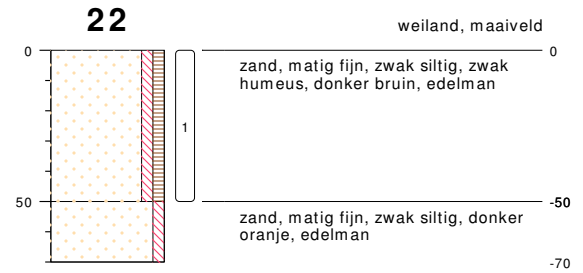 22
weiland, maaiveld
0
0
zand, matig fijn, zwak siltig, zwak
humeus, donker bruin, edelman
1
50
-50
zand, matig fijn, zwak siltig, donker
oranje, edelman
-70